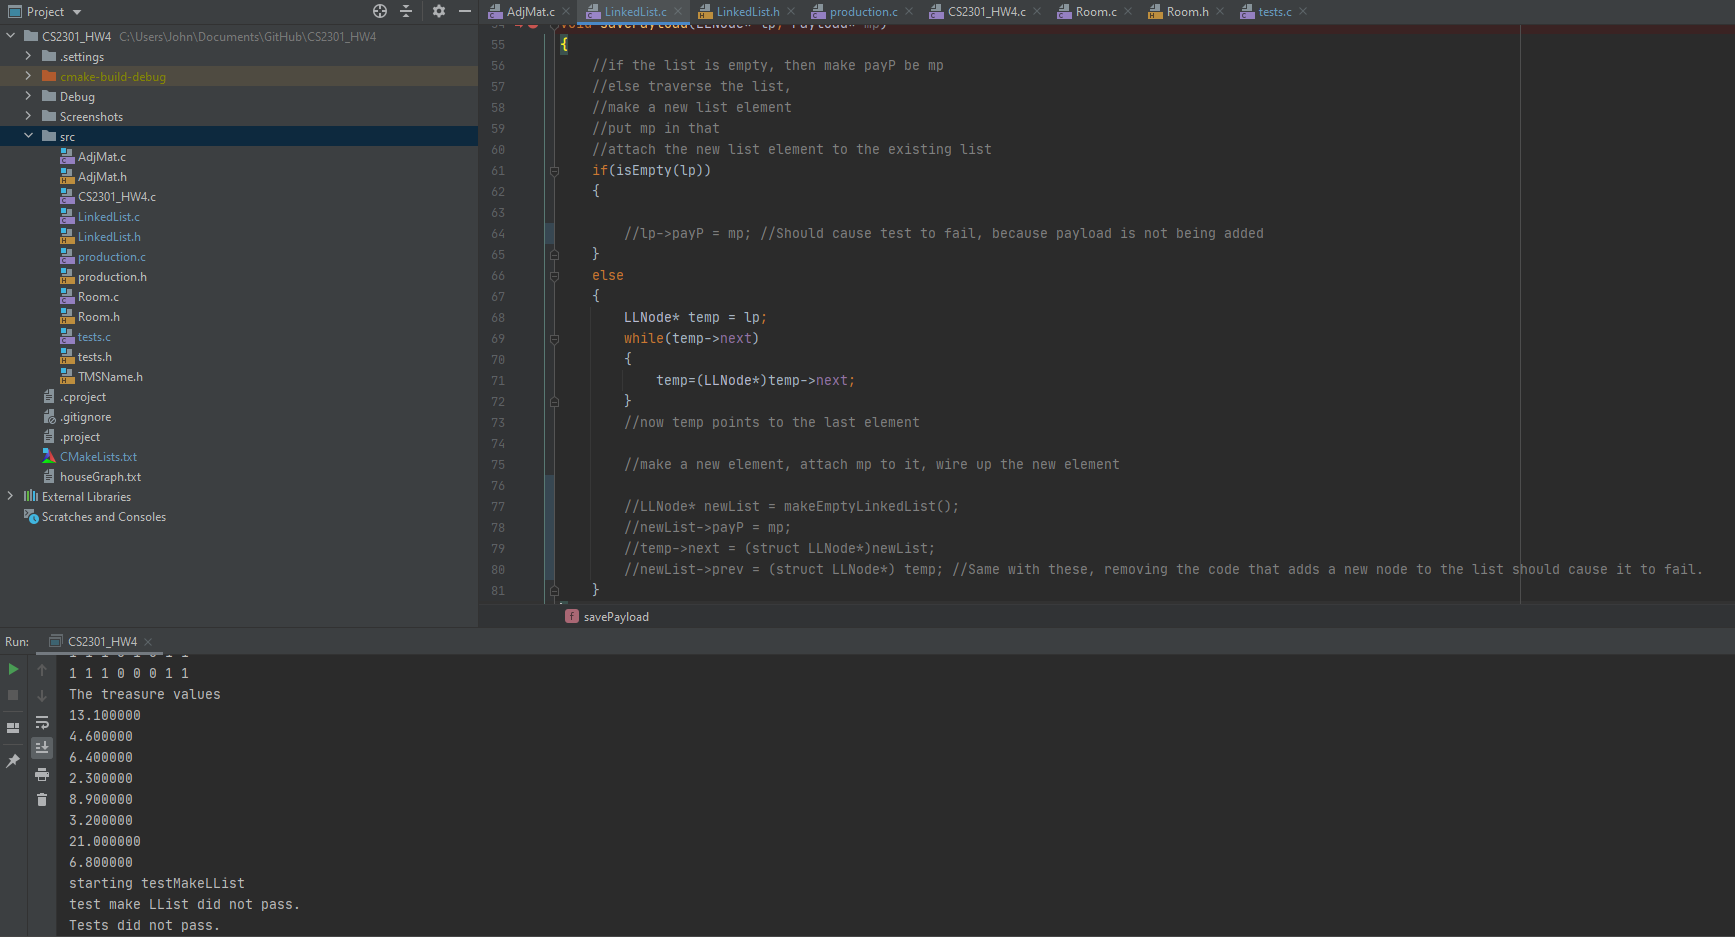 Project
AdjMat.c LinkedList.c LinkedList.h production.c CS2301_HW4.c Room.c Room.h tests.c
CS2301_HW4 C:\Users\John\Documents\GitHub\CS2301_HW4
.settings
cmake-build-debug
Debug
Screenshots
src
AdjMat.c
AdjMat.h
CS2301_HW4.c
LinkedList.c
LinkedList.h
production.c
production.h
Room.c
Room.h
tests.c
tests.h
TMSName.h
.cproject
.gitignore
.project
CMakeLists.txt
houseGraph.txt
External Libraries
Scratches and Consoles
54 void savePayload(LLNode* lp, Payload* mp)
55 {
56 //if the list is empty, then make payP be mp
57 //else traverse the list,
58 //make a new list element
59 //put mp in that
60 //attach the new list element to the existing list
61 if(isEmpty(lp))
62 {
63
64 //lp->payP = mp; //Should cause test to fail, because payload is not being added
65 }
66 else
67 {
68 LLNode* temp = lp;
69 while(temp->next)
70 {
71 temp=(LLNode*)temp->next;
72 }
73 //now temp points to the last element
74
75 //make a new element, attach mp to it, wire up the new element
76
77 //LLNode* newList = makeEmptyLinkedList();
78 //newList->payP = mp;
79 //temp->next = (struct LLNode*)newList;
80 //newList->prev = (struct LLNode*) temp; //Same with these, removing the code that adds a new node to the list should cause it to fail.
81 }
f savePayload
Run: CS2301_HW4
1 1 1 0 0 0 1 1
The treasure values
13.100000
4.600000
6.400000
2.300000
8.900000
3.200000
21.000000
6.800000
starting testMakeLList
test make LList did not pass.
Tests did not pass.